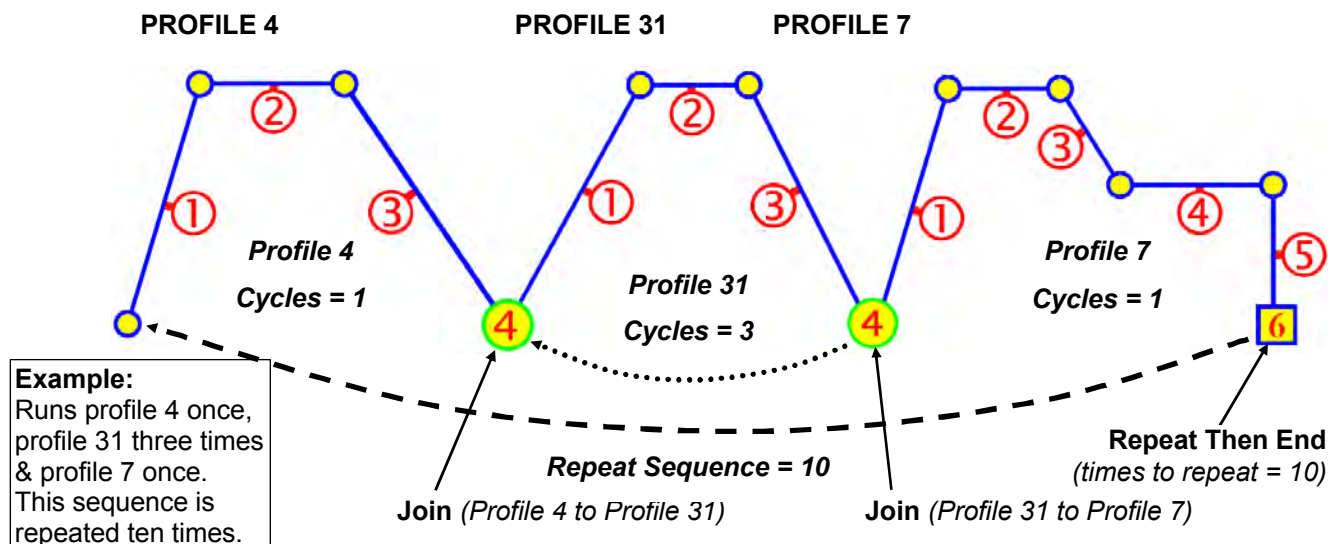 PROFILE 4 PROFILE 31 PROFILE 7
2 2 2
3
1 3 1 3 1 4
Profile 4
Cycles = 1
Profile 31
Cycles = 3
Profile 7
Cycles = 1
5
4 4 6
Example:
Runs profile 4 once,
profile 31 three times
& profile 7 once.
This sequence is
repeated ten times.
Repeat Sequence = 10
Repeat Then End
(times to repeat = 10)
Join (Profile 4 to Profile 31)
Join (Profile 31 to Profile 7)